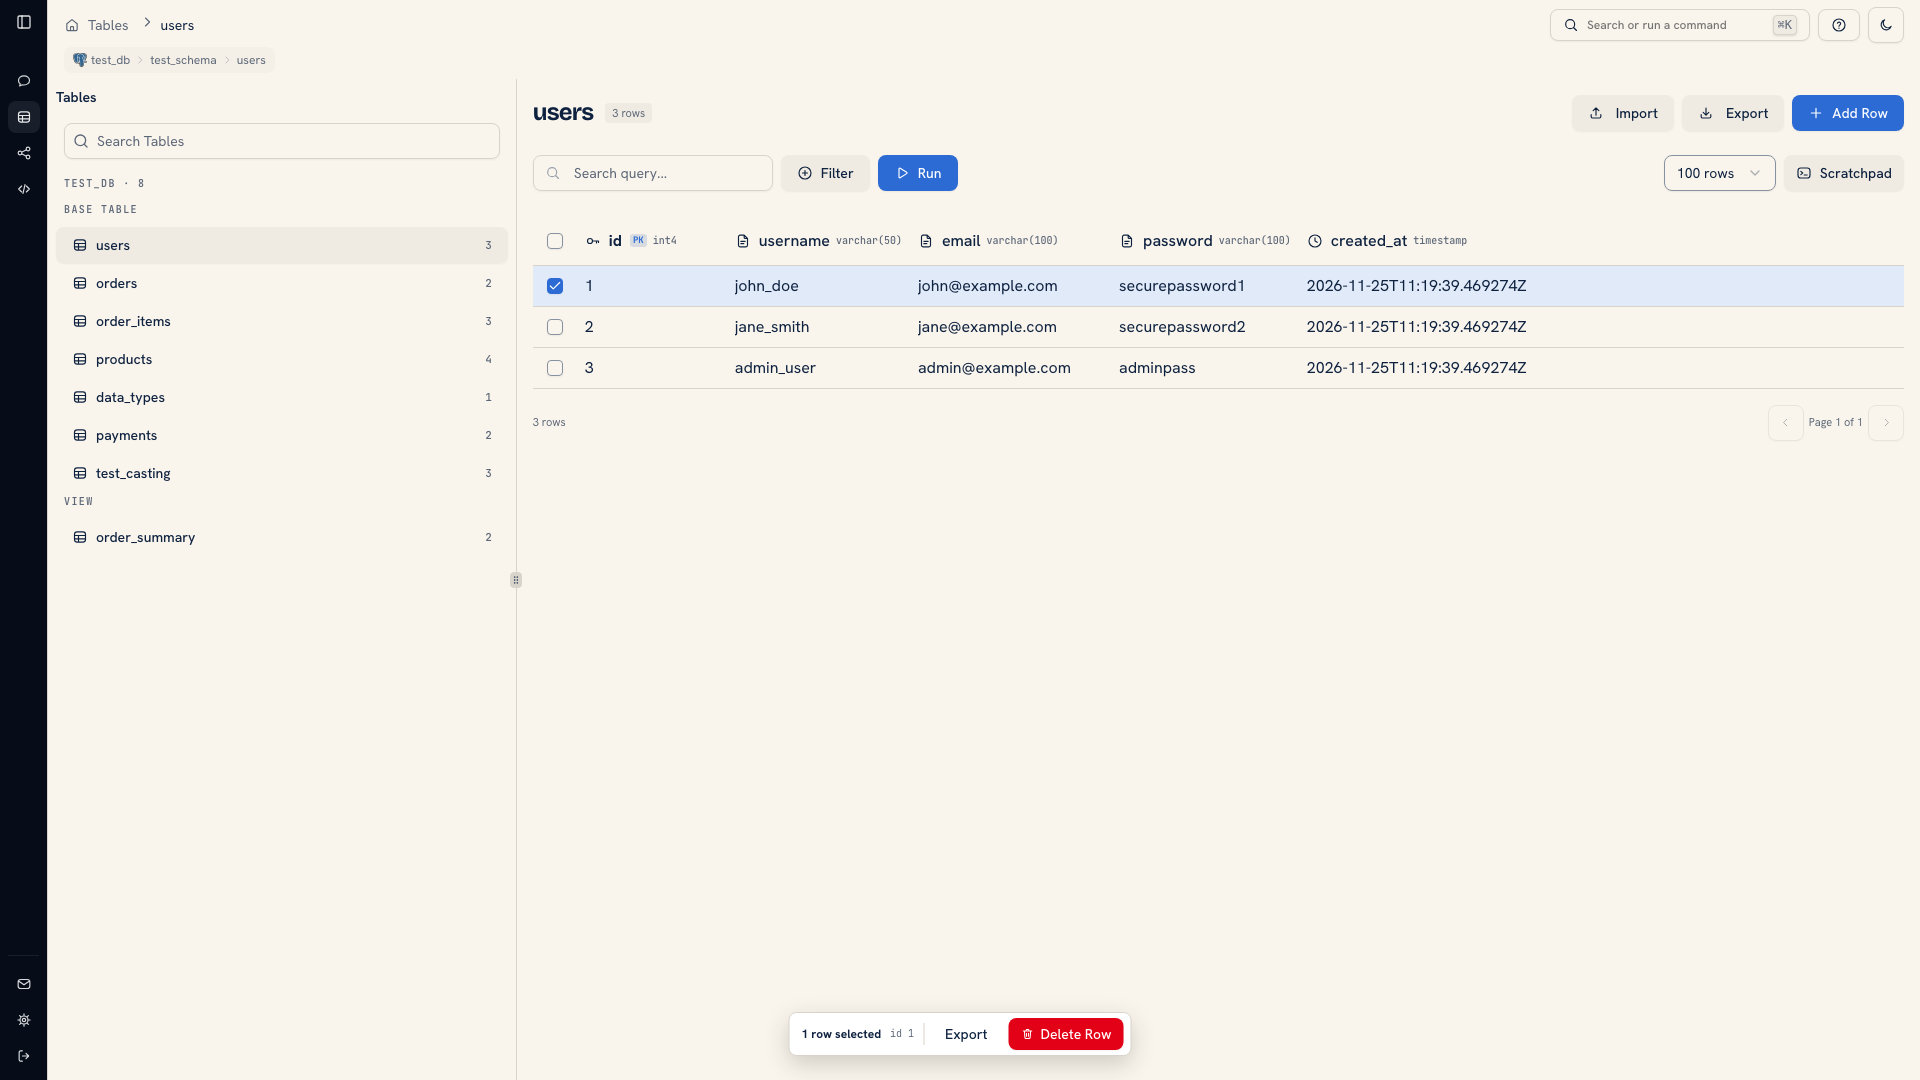 Tables > users
Search or run a command ⌘K
test_db > test_schema > users
Tables
Search Tables
TEST_DB · 8
BASE TABLE
users 3
orders 2
order_items 3
products 4
data_types 1
payments 2
test_casting 3
VIEW
order_summary 2
users 3 rows
Import Export Add Row
Search query... Filter Run
100 rows Scratchpad
id PK int4 username varchar(50) email varchar(100) password varchar(100) created_at timestamp
1 john_doe john@example.com securepassword1 2026-11-25T11:19:39.469274Z
2 jane_smith jane@example.com securepassword2 2026-11-25T11:19:39.469274Z
3 admin_user admin@example.com adminpass 2026-11-25T11:19:39.469274Z
3 rows Page 1 of 1
1 row selected id 1 Export Delete Row